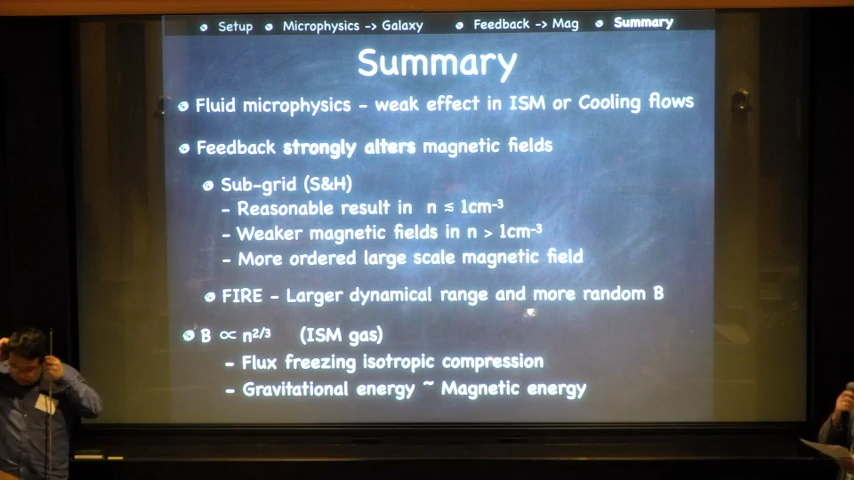 Setup Microphysics -> Galaxy Feedback -> Mag Summary
Summary
Fluid microphysics - weak effect in ISM or Cooling flows
Feedback strongly alters magnetic fields
Sub-grid (S&H)
- Reasonable result in n ≤ 1cm⁻³
- Weaker magnetic fields in n > 1cm⁻³
- More ordered large scale magnetic field
FIRE - Larger dynamical range and more random B
B ∝ n²/³ (ISM gas)
- Flux freezing isotropic compression
- Gravitational energy ~ Magnetic energy